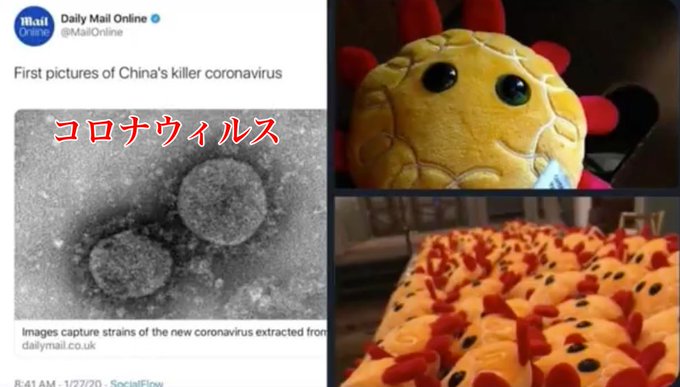 Mail
Online
Daily Mail Online
@MailOnline
First pictures of China's killer coronavirus
コロナウィルス
Images capture strains of the new coronavirus extracted from
dailymail.co.uk
8:41 AM · 1/27/20 · SocialFlow